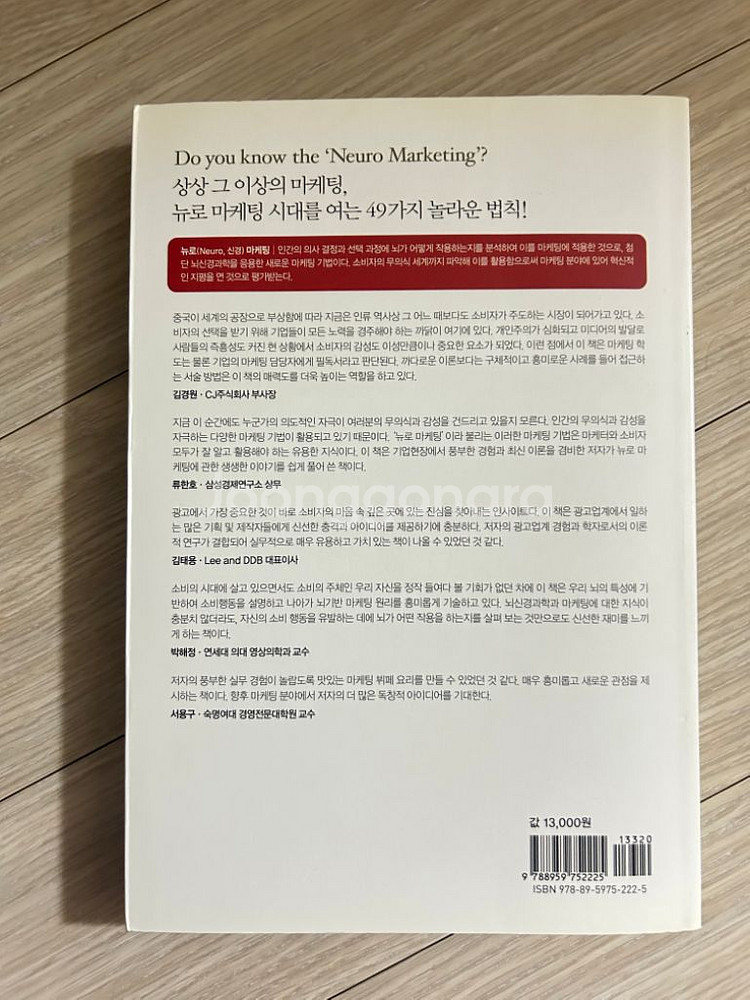 Do you know the ‘Neuro Marketing’?
상상 그 이상의 마케팅,
뉴로 마케팅 시대를 여는 49가지 놀라운 법칙!
뉴로(Neuro, 신경) 마케팅 | 인간의 의사 결정과 선택 과정에 뇌가 어떻게 작용하는지를 분석하여 이를 마케팅에 적용한 것으로, 첨
단 뇌신경과학을 응용한 새로운 마케팅 기법이다. 소비자의 무의식 세계까지 파악해 이를 활용함으로써 마케팅 분야에 있어 혁신적
인 지평을 연 것으로 평가받는다.
중국이 세계의 공장으로 부상함에 따라 지금은 인류 역사상 그 어느 때보다도 소비자가 주도하는 시장이 되어가고 있다. 소
비자의 선택을 받기 위해 기업들이 모든 노력을 경주해야 하는 까닭이 여기에 있다. 개인주의가 심화되고 미디어의 발달로
사람들의 즉흥성도 커진 현 상황에서 소비자의 감성도 이성만큼이나 중요한 요소가 되었다. 이런 점에서 이 책은 마케팅 학
도는 물론 기업의 마케팅 담당자에게 필독서라고 판단된다. 까다로운 이론보다는 구체적이고 흥미로운 사례를 들어 접근하
는 서술 방법은 이 책의 매력도를 더욱 높이는 역할을 하고 있다.
김경원 · CJ주식회사 부사장
지금 이 순간에도 누군가의 의도적인 자극이 여러분의 무의식과 감성을 건드리고 있을지 모른다. 인간의 무의식과 감성을
자극하는 다양한 마케팅 기법이 활용되고 있기 때문이다. ‘뉴로 마케팅’이라 불리는 이러한 마케팅 기법은 마케터와 소비자
모두가 잘 알고 활용해야 하는 유용한 지식이다. 이 책은 기업현장에서 풍부한 경험과 최신 이론을 겸비한 저자가 뉴로 마
케팅에 관한 생생한 이야기를 쉽게 풀어 쓴 책이다.
류한호 · 삼성경제연구소 상무
joonggonara
광고에서 가장 중요한 것이 바로 소비자의 마음 속 깊은 곳에 있는 진심을 찾아내는 인사이트다. 이 책은 광고업계에서 일하
는 많은 기획 및 제작자들에게 신선한 충격과 아이디어를 제공하기에 충분하다. 저자의 광고업계 경험과 학자로서의 이론
적 연구가 결합되어 실무적으로 매우 유용하고 가치 있는 책이 나올 수 있었던 것 같다.
김태용 · Lee and DDB 대표이사
소비의 시대에 살고 있으면서도 소비의 주체인 우리 자신을 정작 들여다 볼 기회가 없던 차에 이 책은 우리 뇌의 특성에 기
반하여 소비행동을 설명하고 나아가 뇌기반 마케팅 원리를 흥미롭게 기술하고 있다. 뇌신경과학과 마케팅에 대한 지식이
충분치 않더라도, 자신의 소비 행동을 유발하는 데에 뇌가 어떤 작용을 하는지를 살펴 보는 것만으로도 신선한 재미를 느끼
게 하는 책이다.
박해정 · 연세대 의대 영상의학과 교수
저자의 풍부한 실무 경험이 놀랍도록 맛있는 마케팅 뷔페 요리를 만들 수 있었던 것 같다. 매우 흥미롭고 새로운 관점을 제
시하는 책이다. 향후 마케팅 분야에서 저자의 더 많은 독창적 아이디어를 기대한다.
서용구 · 숙명여대 경영전문대학원 교수
값 13,000원
13320
9 788959 752225
ISBN 978-89-5975-222-5